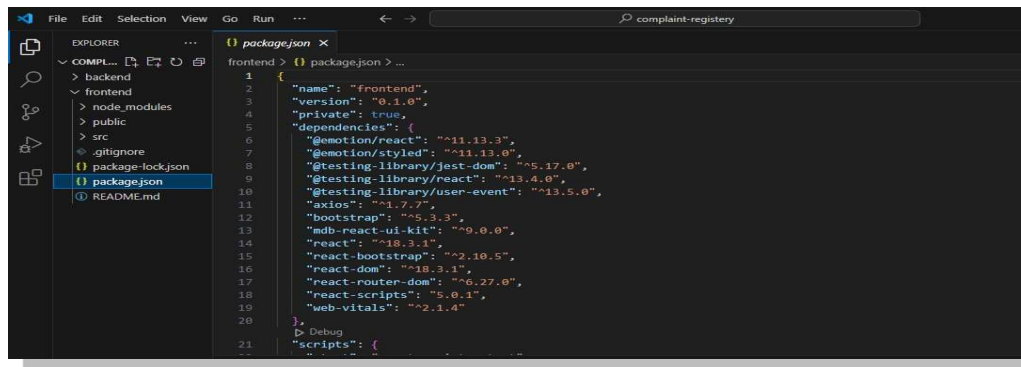 File Edit Selection View Go Run ··· complaint-registery
EXPLORER ···
COMPL...
backend
frontend
node_modules
public
src
.gitignore
{} package-lock.json
{} package.json
README.md
{} package.json ×
frontend > {} package.json > ...
1 {
2 "name": "frontend",
3 "version": "0.1.0",
4 "private": true,
5 "dependencies": {
6 "@emotion/react": "^11.13.3",
7 "@emotion/styled": "^11.13.0",
8 "@testing-library/jest-dom": "^5.17.0",
9 "@testing-library/react": "^13.4.0",
10 "@testing-library/user-event": "^13.5.0",
11 "axios": "^1.7.7",
12 "bootstrap": "^5.3.3",
13 "mdb-react-ui-kit": "^9.0.0",
14 "react": "^18.3.1",
15 "react-bootstrap": "^2.10.5",
16 "react-dom": "^18.3.1",
17 "react-router-dom": "^6.27.0",
18 "react-scripts": "5.0.1",
19 "web-vitals": "^2.1.4"
20 },
Debug
21 "scripts": {